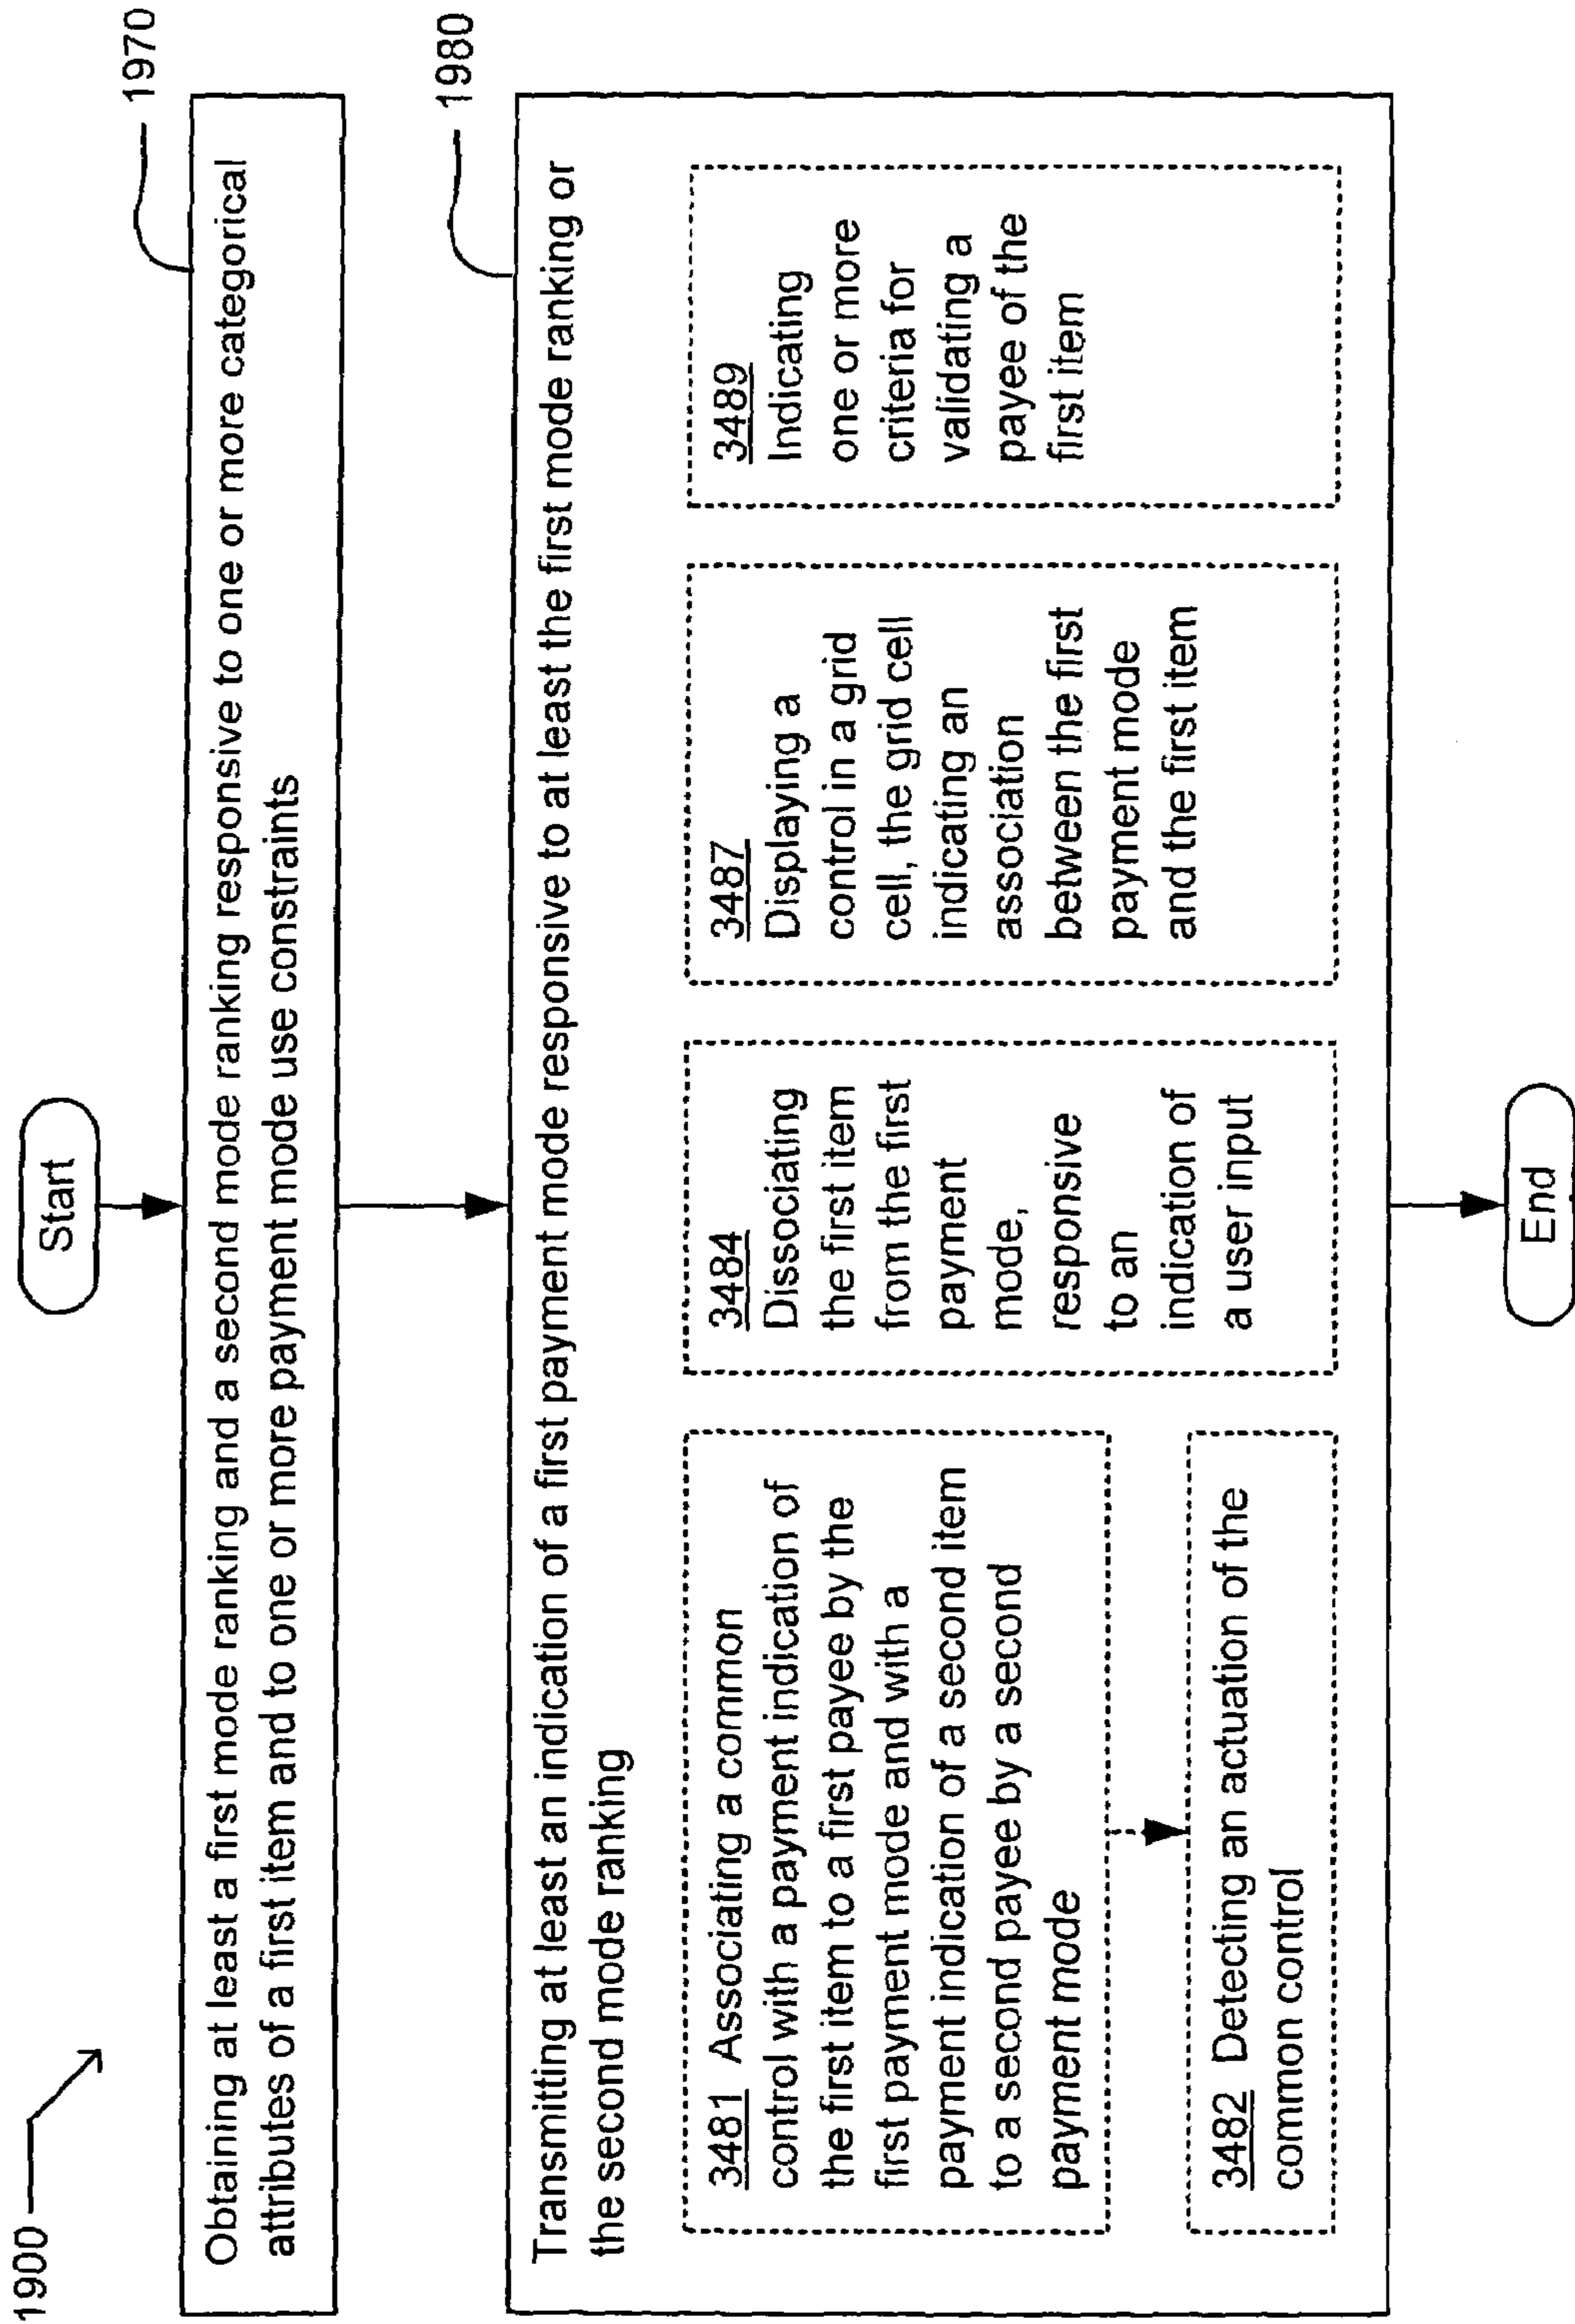 1900
Start
1970
Obtaining at least a first mode ranking and a second mode ranking responsive to one or more categorical
attributes of a first item and to one or more payment mode use constraints
1980
Transmitting at least an indication of a first payment mode responsive to at least the first mode ranking or
the second mode ranking
3481 Associating a common
control with a payment indication of
the first item to a first payee by the
first payment mode and with a
payment indication of a second item
to a second payee by a second
payment mode
3482 Detecting an actuation of the
common control
3484
Dissociating
the first item
from the first
payment
mode,
responsive
to an
indication of
a user input
3487
Displaying a
control in a grid
cell, the grid cell
indicating an
association
between the first
payment mode
and the first item
3489
Indicating
one or more
criteria for
validating a
payee of the
first item
End